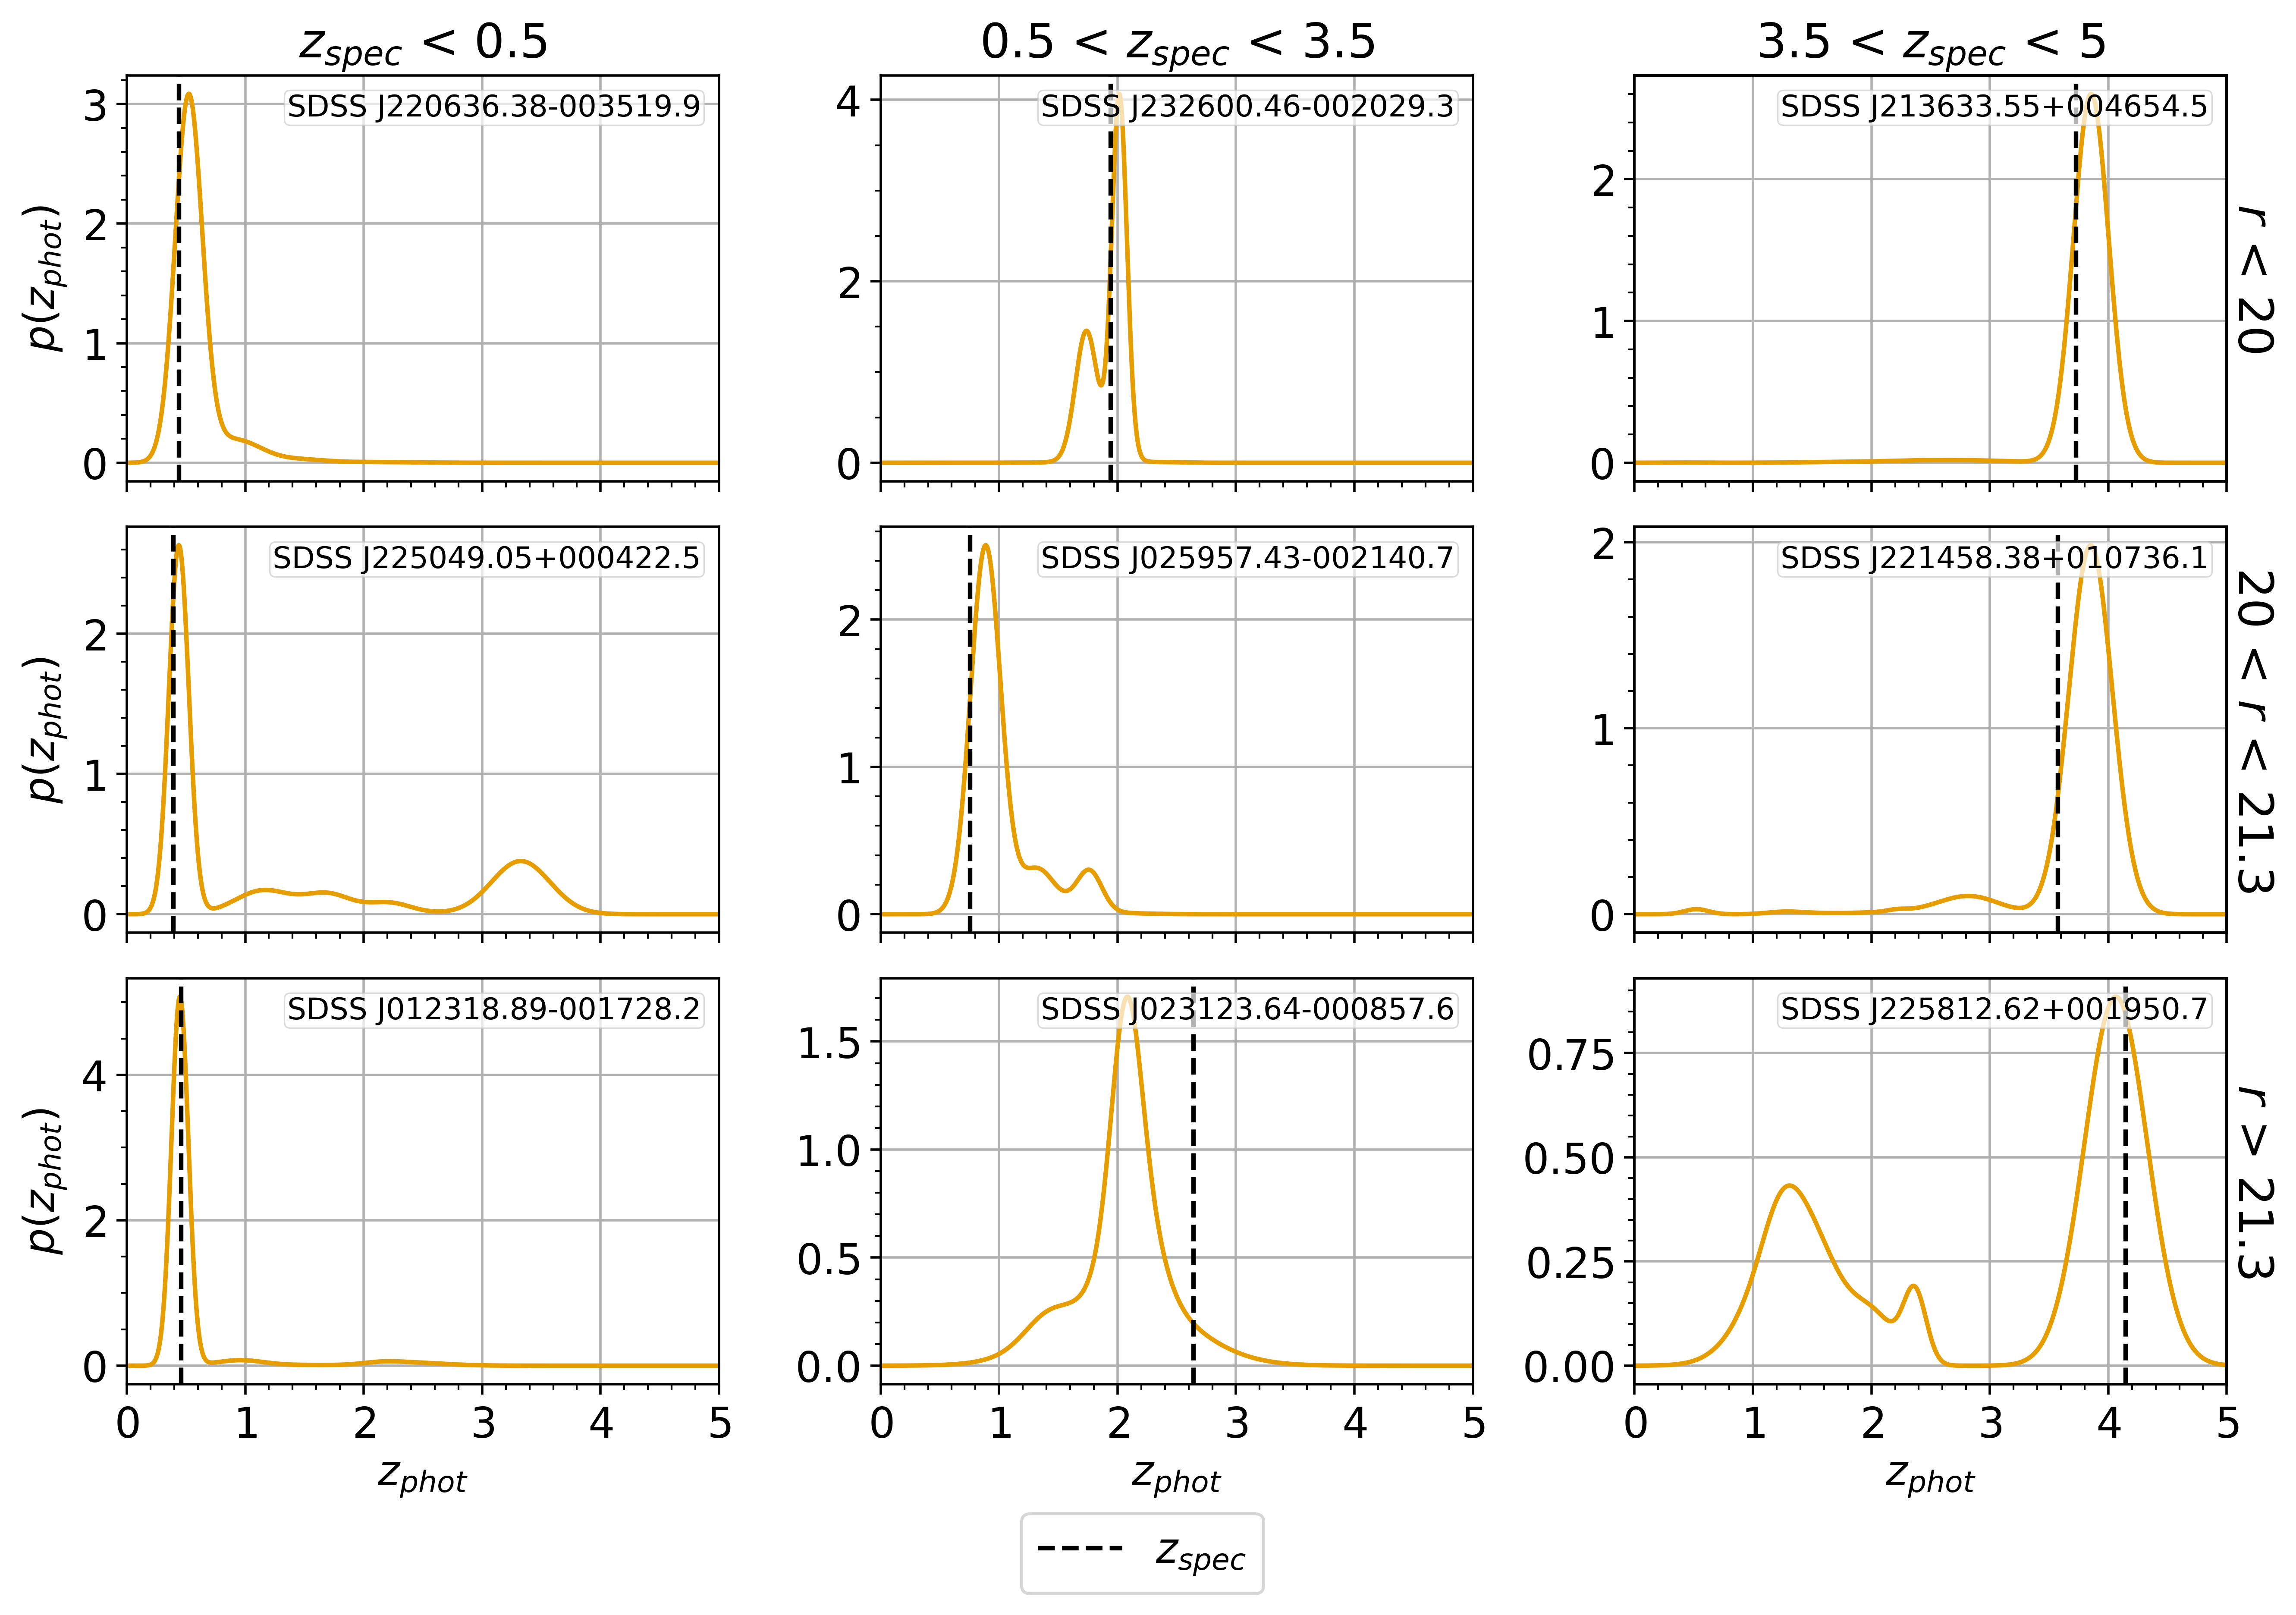 z_spec < 0.5
0.5 < z_spec < 3.5
3.5 < z_spec < 5
SDSS J220636.38-003519.9
SDSS J232600.46-002029.3
SDSS J213633.55+004654.5
p(z_phot)
3
2
1
0
4
2
0
2
1
0
r < 20
SDSS J225049.05+000422.5
SDSS J025957.43-002140.7
SDSS J221458.38+010736.1
p(z_phot)
2
1
0
2
1
0
2
1
0
20 < r < 21.3
SDSS J012318.89-001728.2
SDSS J023123.64-000857.6
SDSS J225812.62+001950.7
p(z_phot)
4
2
0
1.5
1.0
0.5
0.0
0.75
0.50
0.25
0.00
r > 21.3
0 1 2 3 4 5
0 1 2 3 4 5
0 1 2 3 4 5
z_phot
z_phot
z_phot
z_spec